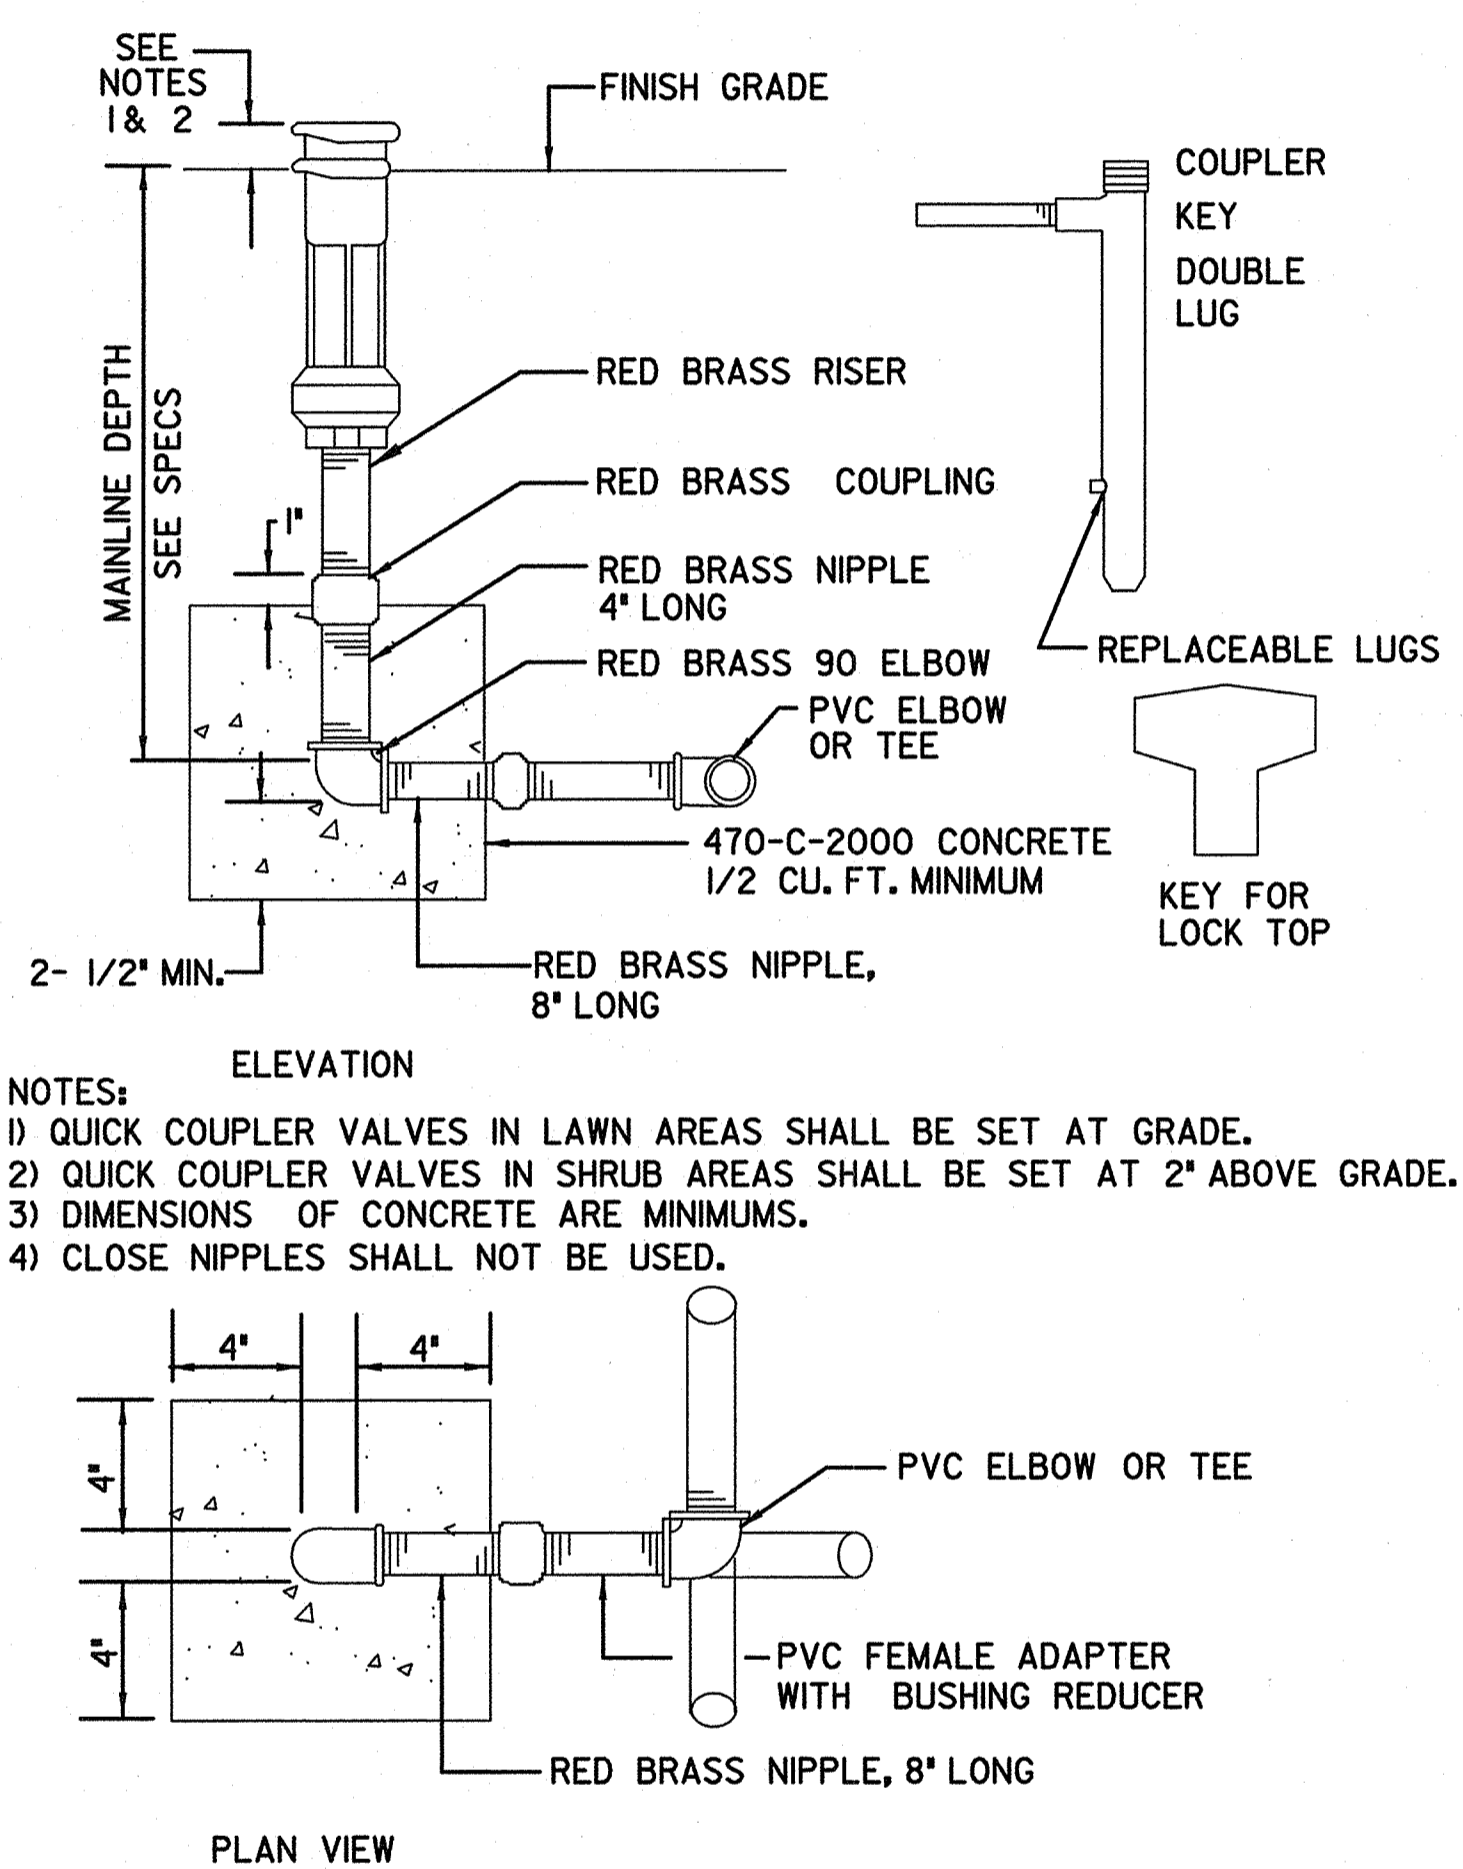 SEE
NOTES
1& 2
FINISH GRADE
COUPLER
KEY
DOUBLE
LUG
MAINLINE DEPTH
SEE SPECS
RED BRASS RISER
RED BRASS COUPLING
1"
RED BRASS NIPPLE
4" LONG
RED BRASS 90 ELBOW
REPLACEABLE LUGS
PVC ELBOW
OR TEE
470-C-2000 CONCRETE
1/2 CU. FT. MINIMUM
KEY FOR
LOCK TOP
2- 1/2" MIN.
RED BRASS NIPPLE,
8" LONG
ELEVATION
NOTES:
1) QUICK COUPLER VALVES IN LAWN AREAS SHALL BE SET AT GRADE.
2) QUICK COUPLER VALVES IN SHRUB AREAS SHALL BE SET AT 2" ABOVE GRADE.
3) DIMENSIONS OF CONCRETE ARE MINIMUMS.
4) CLOSE NIPPLES SHALL NOT BE USED.
4"
4"
4"
4"
PVC ELBOW OR TEE
PVC FEMALE ADAPTER
WITH BUSHING REDUCER
RED BRASS NIPPLE, 8" LONG
PLAN VIEW